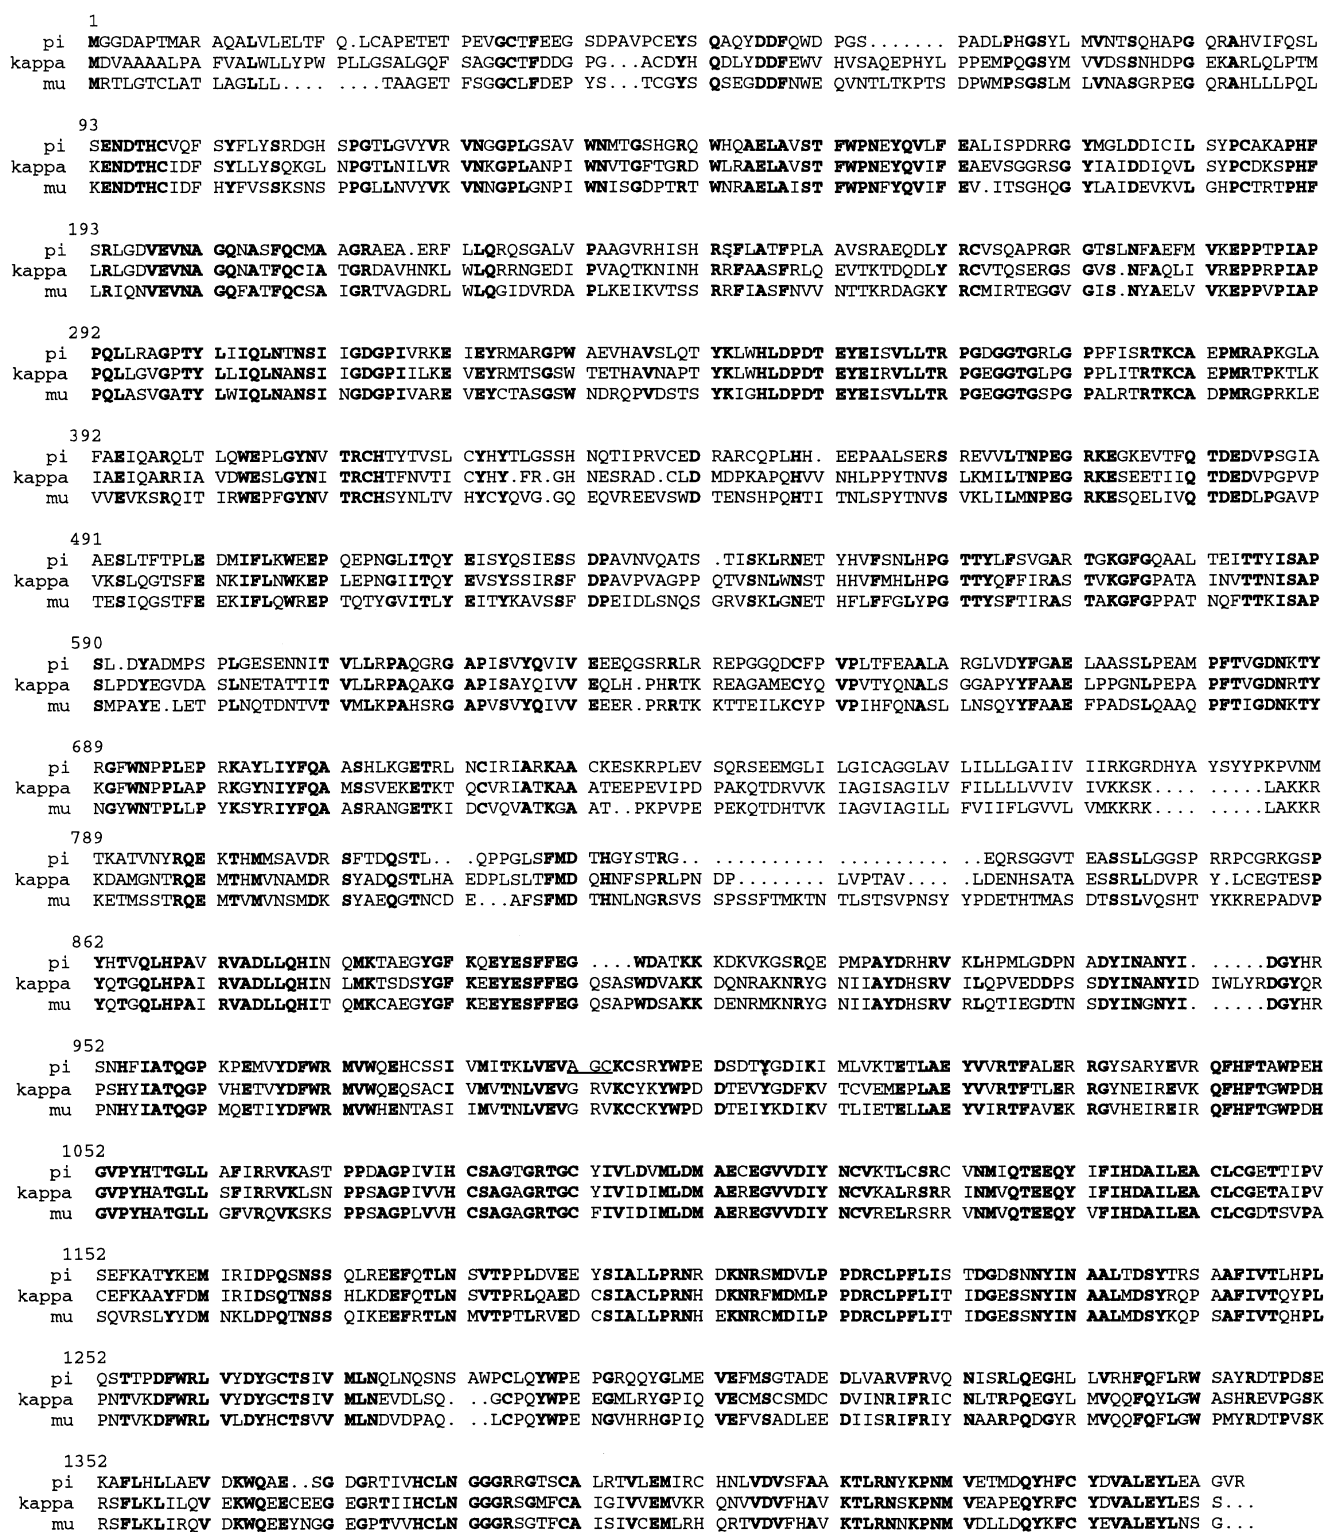 1
pi MGGDAPTMAR AQALVLELTF Q.LCAPETET PEVGCTFEEG SDPAVPCEYS QAQYDDFQWD PGS....... PADLPHGSYL MVNTSQHAPG QRAHVIFQSL
kappa MDVAAAALPA FVALWLLYPW PLLGSALGQF SAGGCTFDDG PG...ACDYH QDLYDDFEWV HVSAQEPHYL PPEMPQGSYM VVDSSNHDPG EKARLQLPTM
mu MRTLGTCLAT LAGLLL.... ....TAAGET FSGGCLFDEP YS...TCGYS QSEGDDFNWE QVNTLTKPTS DPWMPSGSLM LVNASGRPEG QRAHLLLPQL
93
pi SENDTHCVQF SYFLYSRDGH SPGTLGVYVR VNGGPLGSAV WNMTGSHGRQ WHQAELAVST FWPNEYQVLF EALISPDRRG YMGLDDICIL SYPCAKAPHF
kappa KENDTHCIDF SYLLYSQKGL NPGTLNILVR VNKGPLANPI WNVTGFTGRD WLRAELAVST FWPNEYQVIF EAEVSGGRSG YIAIDDIQVL SYPCDKSPHF
mu KENDTHCIDF HYFVSSKSNS PPGLLNVYVK VNNGPLGNPI WNISGDPTRT WNRAELAIST FWPNFYQVIF EV.ITSGHQG YLAIDEVKVL GHPCTRTPHF
193
pi SRLGDVEVNA GQNASFQCMA AGRAEA.ERF LLQRQSGALV PAAGVRHISH RSFLATFPLA AVSRAEQDLY RCVSQAPRGR GTSLNFAEFM VKEPPTPIAP
kappa LRLGDVEVNA GQNATFQCIA TGRDAVHNKL WLQRRNGEDI PVAQTKNINH RRFAASFRLQ EVTKTDQDLY RCVTQSERGS GVS.NFAQLI VREPPRPIAP
mu LRIQNVEVNA GQFATFQCSA IGRTVAGDRL WLQGIDVRDA PLKEIKVTSS RRFIASFNVV NTTKRDAGKY RCMIRTEGGV GIS.NYAELV VKEPPVPIAP
292
pi PQLLRAGPTY LIIQLNTNSI IGDGPIVRKE IEYRMARGPW AEVHAVSLQT YKLWHLDPDT EYEISVLLTR PGDGGTGRLG PPFISRTKCA EPMRAPKGLA
kappa PQLLGVGPTY LLIQLNANSI IGDGPIILKE VEYRMTSGSW TETHAVNAPT YKLWHLDPDT EYEIRVLLTR PGEGGTGLPG PPLITRTKCA EPMRTPKTLK
mu PQLASVGATY LWIQLNANSI NGDGPIVARE VEYCTASGSW NDRQPVDSTS YKIGHLDPDT EYEISVLLTR PGEGGTGSPG PALRTRTKCA DPMRGPRKLE
392
pi FAEIQARQLT LQWEPLGYNV TRCHTYTVSL CYHYTLGSSH NQTIPRVCED RARCQPLHH. EEPAALSERS REVVLTNPEG RKEGKEVTFQ TDEDVPSGIA
kappa IAEIQARRIA VDWESLGYNI TRCHTFNVTI CYHY.FR.GH NESRAD.CLD MDPKAPQHVV NHLPPYTNVS LKMILTNPEG RKESEETIIQ TDEDVPGPVP
mu VVEVKSRQIT IRWEPFGYNV TRCHSYNLTV HYCYQVG.GQ EQVREEVSWD TENSHPQHTI TNLSPYTNVS VKLILMNPEG RKESQELIVQ TDEDLPGAVP
491
pi AESLTFTPLE DMIFLKWEEP QEPNGLITQY EISYQSIESS DPAVNVQATS .TISKLRNET YHVFSNLHPG TTYLFSVGAR TGKGFGQAAL TEITTYISAP
kappa VKSLQGTSFE NKIFLNWKEP LEPNGIITQY EVSYSSIRSF DPAVPVAGPP QTVSNLWNST HHVFMHLHPG TTYQFFIRAS TVKGFGPATA INVTTNISAP
mu TESIQGSTFE EKIFLQWREP TQTYGVITLY EITYKAVSSF DPEIDLSNQS GRVSKLGNET HFLFFGLYPG TTYSFTIRAS TAKGFGPPAT NQFTTKISAP
590
pi SL.DYADMPS PLGESENNIT VLLRPAQGRG APISVYQVIV EEEQGSRRLR REPGGQDCFP VPLTFEAALA RGLVDYFGAE LAASSLPEAM PFTVGDNKTY
kappa SLPDYEGVDA SLNETATTIT VLLRPAQAKG APISAYQIVV EQLH.PHRTK REAGAMECYQ VPVTYQNALS GGAPYYFAAE LPPGNLPEPA PFTVGDNRTY
mu SMPAYE.LET PLNQTDNTVT VMLKPAHSRG APVSVYQIVV EEER.PRRTK KTTEILKCYP VPIHFQNASL LNSQYYFAAE FPADSLQAAQ PFTIGDNKTY
689
pi RGFWNPPLEP RKAYLIYFQA ASHLKGETRL NCIRIARKAA CKESKRPLEV SQRSEEMGLI LGICAGGLAV LILLLGAIIV IIRKGRDHYA YSYYPKPVNM
kappa KGFWNPPLAP RKGYNIYFQA MSSVEKETKT QCVRIATKAA ATEEPEVIPD PAKQTDRVVK IAGISAGILV FILLLLVVIV IVKKSK.... .....LAKKR
mu NGYWNTPLLP YKSYRIYFQA ASRANGETKI DCVQVATKGA AT..PKPVPE PEKQTDHTVK IAGVIAGILL FVIIFLGVVL VMKKRK.... .....LAKKR
789
pi TKATVNYRQE KTHMMSAVDR SFTDQSTL.. .QPPGLSFMD THGYSTRG.. .......... .......... ......EQRSGGVT EASSLLGGSP RRPCGRKGSP
kappa KDAMGNTRQE MTHMVNAMDR SYADQSTLHA EDPLSLTFMD QHNFSPRLPN DP........ LVPTAV.... ..LDENHSATA ESSRLLDVPR Y.LCEGTESP
mu KETMSSTRQE MTVMVNSMDK SYAEQGTNCD E...AFSFMD THNLNGRSVS SPSSFTMKTN TLSTSVPNSY YPDETHTMAS DTSSLVQSHT YKKREPADVP
862
pi YHTVQLHPAV RVADLLQHIN QMKTAEGYGF KQEYESFFEG ....WDATKK KDKVKGSRQE PMPAYDRHRV KLHPMLGDPN ADYINANYI. ....DGYHR
kappa YQTGQLHPAI RVADLLQHIN LMKTSDSYGF KEEYESFFEG QSASWDVAKK DQNRAKNRYG NIIAYDHSRV ILQPVEDDPS SDYINANYID IWLYRDGYQR
mu YQTGQLHPAI RVADLLQHIT QMKCAEGYGF KEEYESFFEG QSAPWDSAKK DENRMKNRYG NIIAYDHSRV RLQTIEGDTN SDYINGNYI. ....DGYHR
952
pi SNHFIATQGP KPEMVYDFWR MVWQEHCSSI VMITKLVEVA GCKCSRYWPE DSDTYGDIKI MLVKTETLAE YVVRTFALER RGYSARYEVR QFHFTAWPEH
kappa PSHYIATQGP VHETVYDFWR MVWQEQSACI VMVTNLVEVG RVKCYKYWPD DTEVYGDFKV TCVEMEPLAE YVVRTFTLER RGYNEIREVK QFHFTGWPDH
mu PNHYIATQGP MQETIYDFWR MVWHENTASI IMVTNLVEVG RVKCCKYWPD DTEIYKDIKV TLIETELLAE YVIRTFAVEK RGVHEIREIR QFHFTGWPDH
1052
pi GVPYHTTGLL AFIRRVKAST PPDAGPIVIH CSAGTGRTGC YIVLDVMLDM AECEGVVDIY NCVKTLCSRC VNMIQTEEQY IFIHDAILEA CLCGETTIPV
kappa GVPYHATGLL SFIRRVKLSN PPSAGPIVVH CSAGAGRTGC YIVIDIMLDM AEREGVVDIY NCVKALRSRR INMVQTEEQY IFIHDAILEA CLCGETAIPV
mu GVPYHATGLL GFVRQVKSKS PPSAGPLVVH CSAGAGRTGC FIVIDIMLDM AEREGVVDIY NCVRELRSRR VNMVQTEEQY VFIHDAILEA CLCGDTSVPA
1152
pi SEFKATYKEM IRIDPQSNSS QLREEFQTLN SVTPPLDVEE YSIALLPRNR DKNRSMDVLP PDRCLPFLIS TDGDSNNYIN AALTDSYTRS AAFIVTLHPL
kappa CEFKAAYFDM IRIDSQTNSS HLKDEFQTLN SVTPRLQAED CSIACLPRNH DKNRFMDMLP PDRCLPFLIT IDGESSNYIN AALMDSYRQP AAFIVTQYPL
mu SQVRSLYYDM NKLDPQTNSS QIKEEFRTLN MVTPTLRVED CSIALLPRNH EKNRCMDILP PDRCLPFLIT IDGESSNYIN AALMDSYKQP SAFIVTQHPL
1252
pi QSTTPDFWRL VYDYGCTSIV MLNQLNQSNS AWPCLQYWPE PGRQQYGLME VEFMSGTADE DLVARVFRVQ NISRLQEGHL LVRHFQFLRW SAYRDTPDSE
kappa PNTVKDFWRL VYDYGCTSIV MLNEVDLSQ. ..GCPQYWPE EGMLRYGPIQ VECMSCSMDC DVINRIFRIC NLTRPQEGYL MVQQFQYLGW ASHREVPGSK
mu PNTVKDFWRL VLDYHCTSVV MLNDVDPAQ. ..LCPQYWPE NGVHRHGPIQ VEFVSADLEE DIISRIFRIY NAARPQDGYR MVQQFQFLGW PMYRDTPVSK
1352
pi KAFLHLLAEV DKWQAE..SG DGRTIVHCLN GGGRRGTSCA LRTVLEMIRC HNLVDVSFAA KTLRNYKPNM VETMDQYHFC YDVALEYLEA GVR
kappa RSFLKLILQV EKWQEECEEG EGRTIIHCLN GGGRSGMFCA IGIVVEMVKR QNVVDVFHAV KTLRNSKPNM VEAPEQYRFC YDVALEYLES S...
mu RSFLKLIRQV DKWQEEYNGG EGPTVVHCLN GGGRSGTFCA ISIVCEMLRH QRTVDVFHAV KTLRNNKPNM VDLLDQYKFC YEVALEYLNS G...